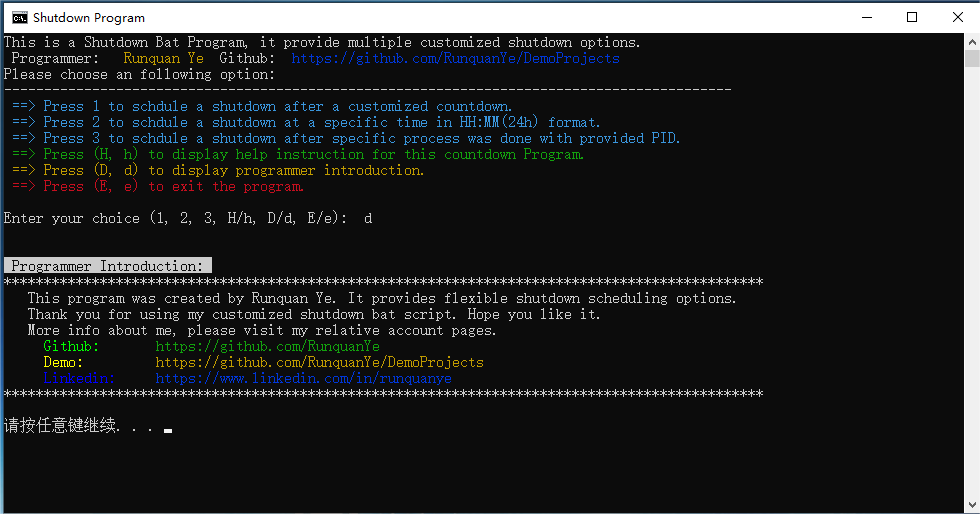 Shutdown Program
This is a Shutdown Bat Program, it provide multiple customized shutdown options.
Programmer: Runquan Ye Github: https://github.com/RunquanYe/DemoProjects
Please choose an following option:
-------------------------------------------------------------------------------------------
==> Press 1 to schdule a shutdown after a customized countdown.
==> Press 2 to schdule a shutdown at a specific time in HH:MM(24h) format.
==> Press 3 to schdule a shutdown after specific process was done with provided PID.
==> Press (H, h) to display help instruction for this countdown Program.
==> Press (D, d) to display programmer introduction.
==> Press (E, e) to exit the program.
Enter your choice (1, 2, 3, H/h, D/d, E/e): d
Programmer Introduction:
***********************************************************************************************
This program was created by Runquan Ye. It provides flexible shutdown scheduling options.
Thank you for using my customized shutdown bat script. Hope you like it.
More info about me, please visit my relative account pages.
Github: https://github.com/RunquanYe
Demo: https://github.com/RunquanYe/DemoProjects
Linkedin: https://www.linkedin.com/in/runquanye
***********************************************************************************************
请按任意键继续. . .